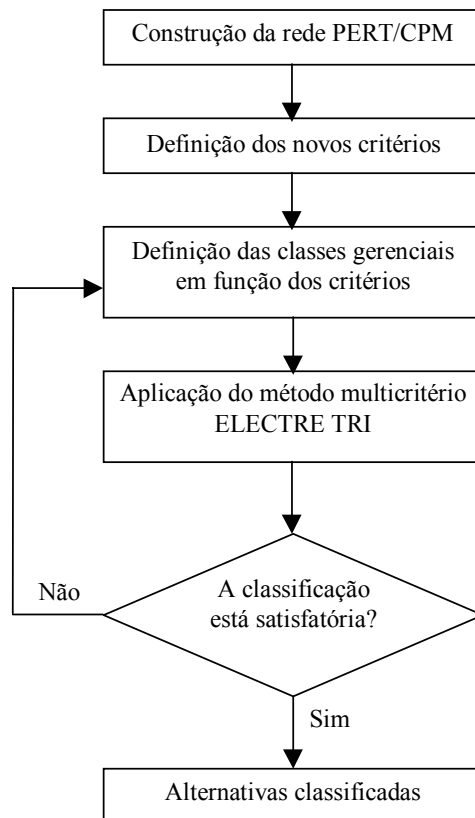 Construção da rede PERT/CPM
Definição dos novos critérios
Definição das classes gerenciais
em função dos critérios
Aplicação do método multicritério
ELECTRE TRI
Não
A classificação
está satisfatória?
Sim
Alternativas classificadas